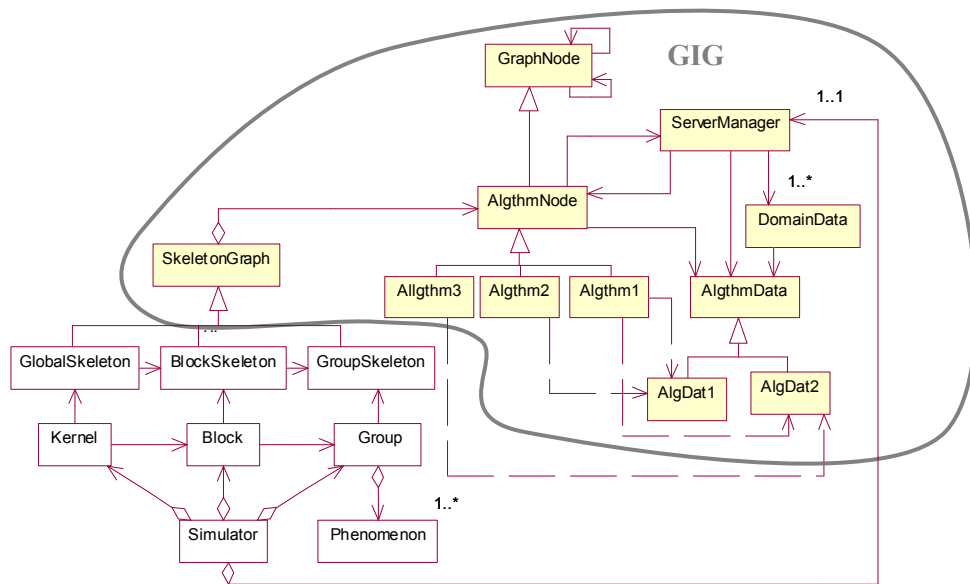 GraphNode
GIG
1..1
ServerManager
1..*
AlgthmNode
DomainData
SkeletonGraph
Allgthm3
Algthm2
Algthm1
AlgthmData
GlobalSkeleton
BlockSkeleton
GroupSkeleton
AlgDat1
AlgDat2
Kernel
Block
Group
1..*
Simulator
Phenomenon